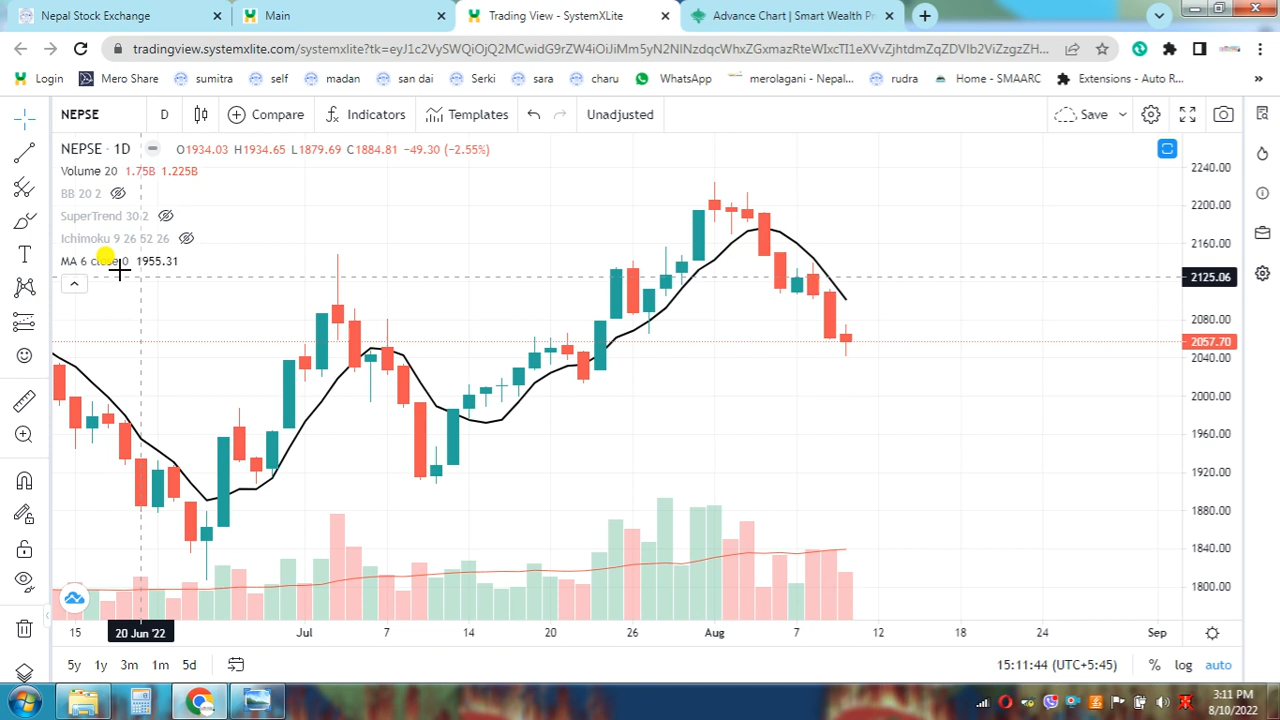 Nepal Stock Exchange
Main
Trading View - SystemXLite
Advance Chart | Smart Wealth Pr
tradingview.systemxlite.com/systemxlite?tk=
Login
Mero Share
sumitra
self
madan
san dai
Serki
sara
charu
WhatsApp
merolagani - Nepal...
rudra
Home - SMAARC
Extensions - Auto R...
»
NEPSE
D
Compare
Indicators
Templates
Unadjusted
Save
NEPSE · 1D
O1934.03 H1934.65 L1879.69 C1884.81 −49.30 (−2.55%)
Volume 20 1.75B 1.225B
BB 20 2
SuperTrend 30 2
Ichimoku 9 26 52 26
MA 6 close 0 1955.31
2240.00
2200.00
2160.00
2125.06
2080.00
2057.70
2040.00
2000.00
1960.00
1920.00
1880.00
1840.00
1800.00
15
20 Jun '22
Jul
7
14
20
26
Aug
7
12
18
24
Sep
5y
1y
3m
1m
5d
15:11:44 (UTC+5:45)
%
log
auto
3:11 PM
8/10/2022